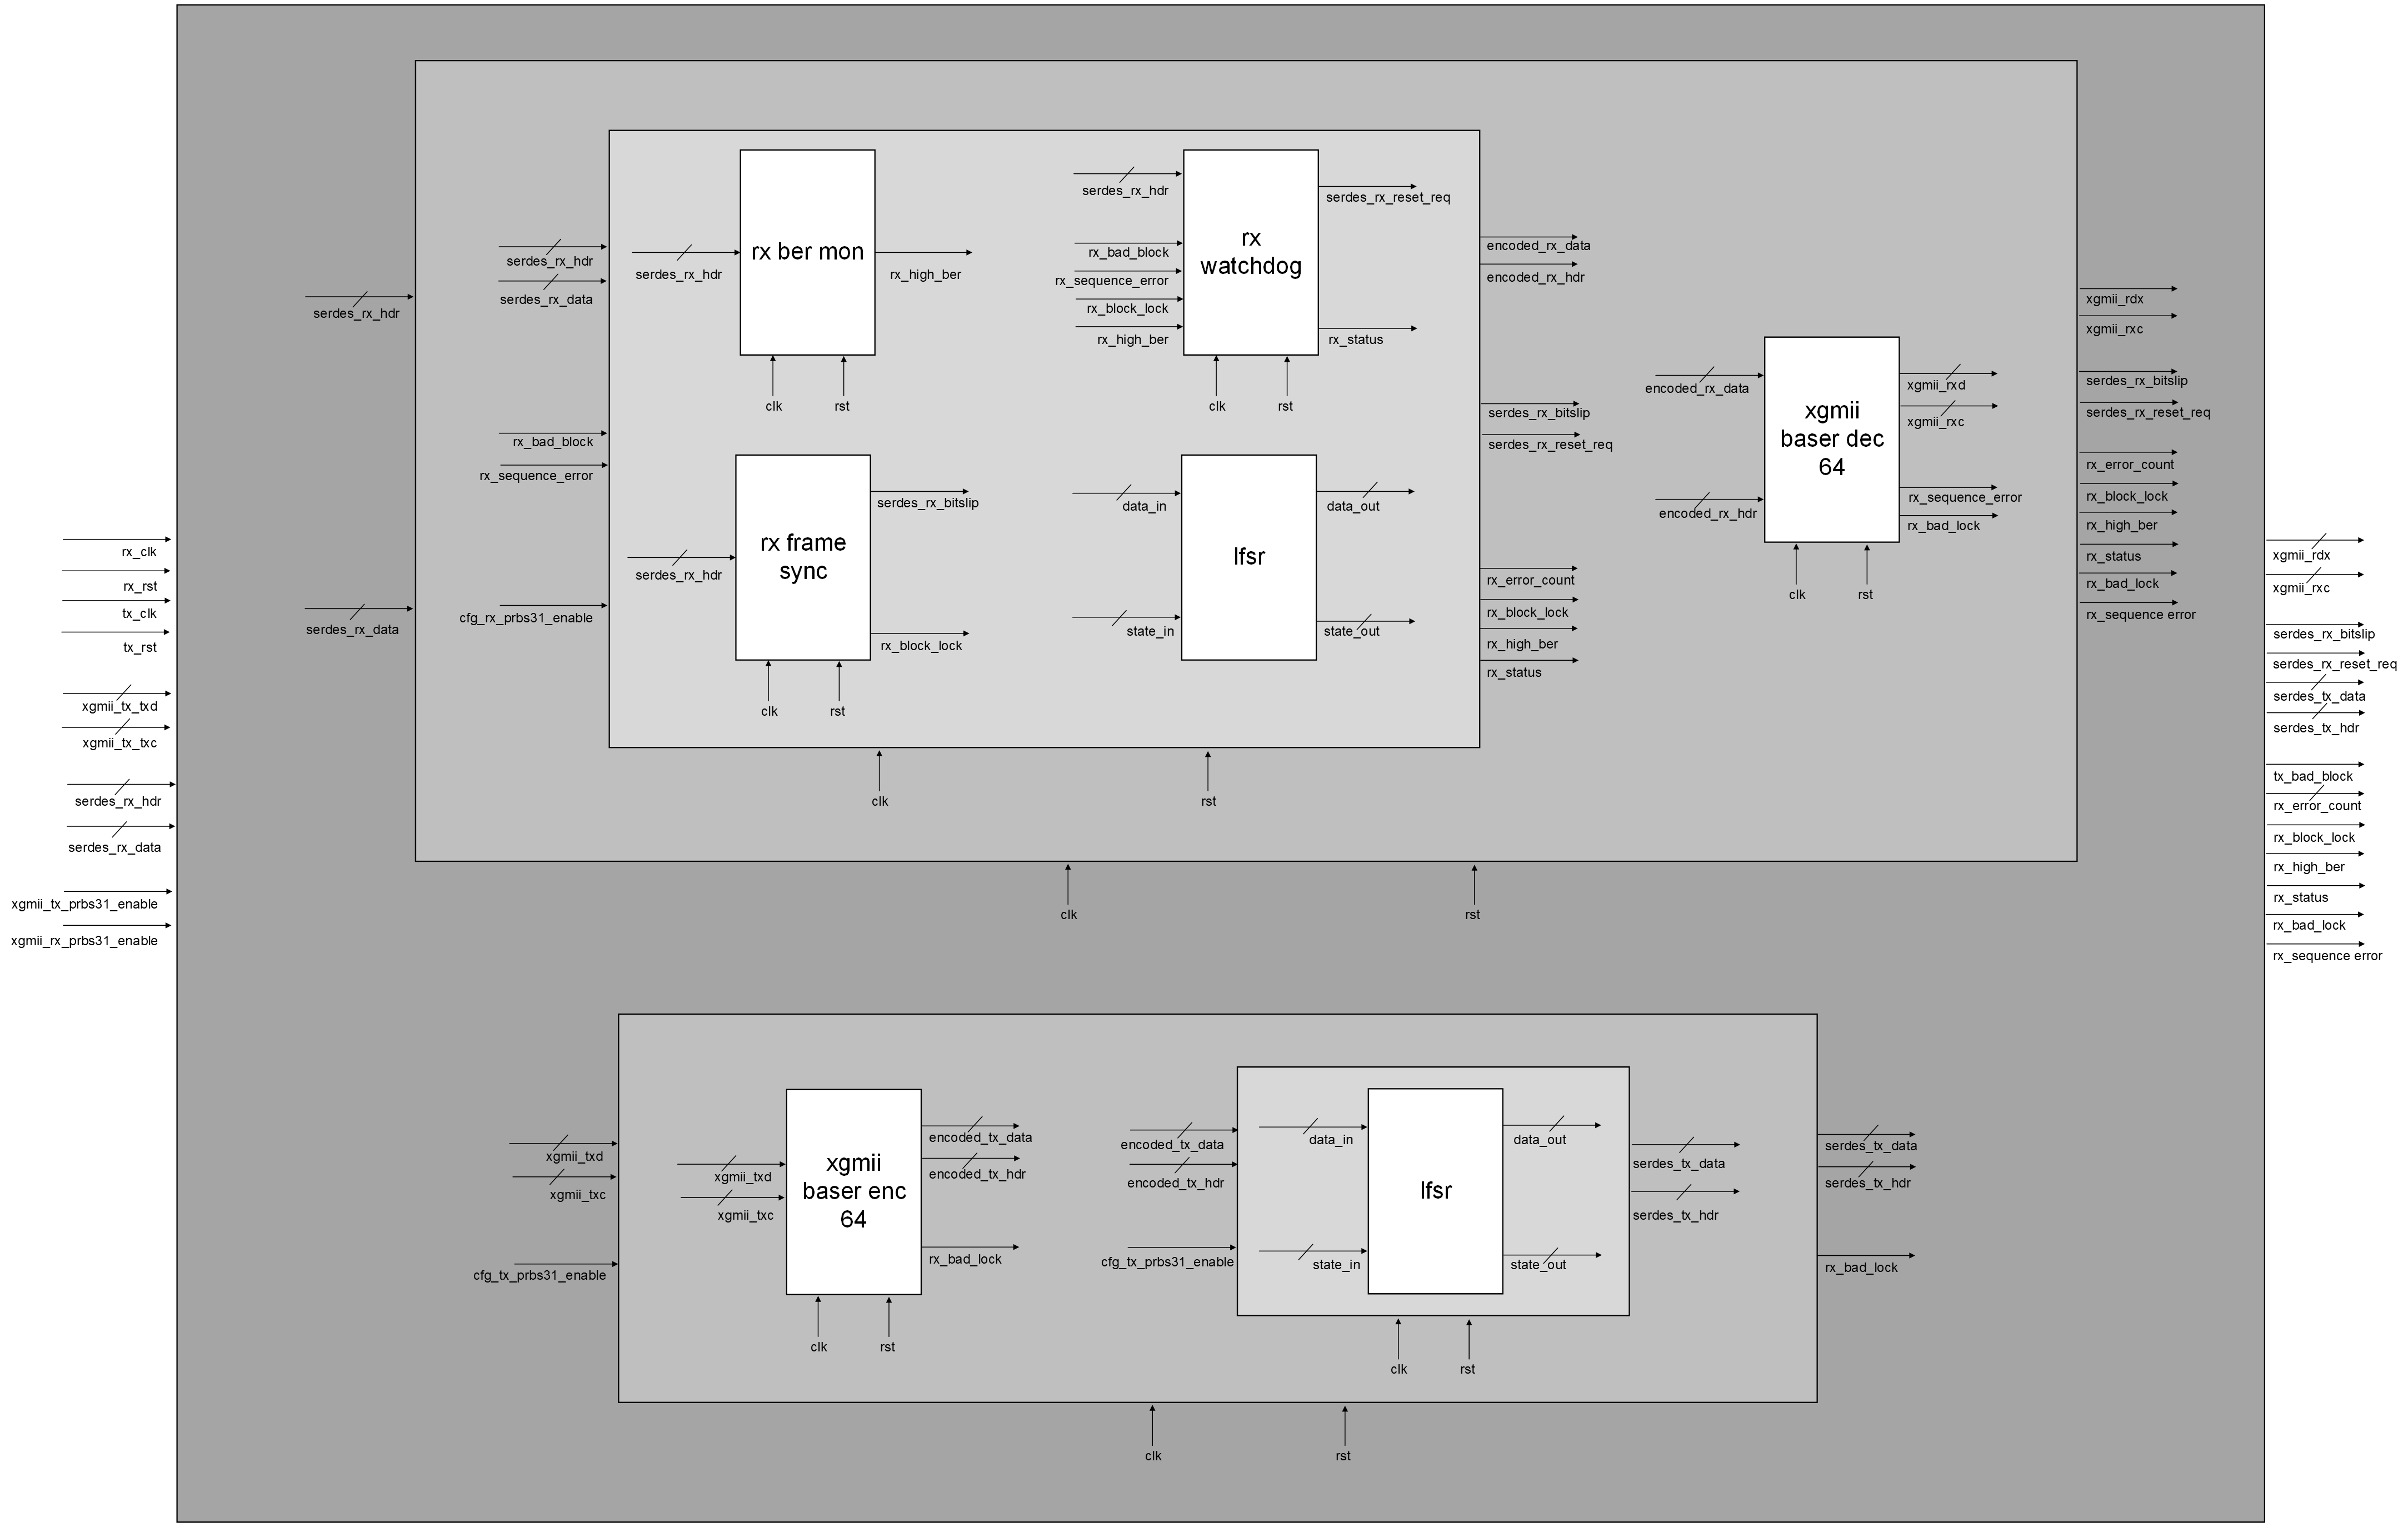 rx_clk
rx_rst
tx_clk
tx_rst
xgmii_tx_txd
xgmii_tx_txc
serdes_rx_hdr
serdes_rx_data
xgmii_tx_prbs31_enable
xgmii_rx_prbs31_enable
serdes_rx_hdr
serdes_rx_data
serdes_rx_hdr
serdes_rx_data
rx_bad_block
rx_sequence_error
cfg_rx_prbs31_enable
serdes_rx_hdr
rx ber mon
rx_high_ber
clk
rst
serdes_rx_hdr
rx_bad_block
rx_sequence_error
rx_block_lock
rx_high_ber
rx
watchdog
serdes_rx_reset_req
rx_status
clk
rst
serdes_rx_hdr
rx frame
sync
serdes_rx_bitslip
rx_block_lock
clk
rst
data_in
state_in
lfsr
data_out
state_out
clk
rst
encoded_rx_data
encoded_rx_hdr
serdes_rx_bitslip
serdes_rx_reset_req
rx_error_count
rx_block_lock
rx_high_ber
rx_status
encoded_rx_data
encoded_rx_hdr
xgmii
baser dec
64
xgmii_rxd
xgmii_rxc
rx_sequence_error
rx_bad_lock
clk
rst
clk
rst
xgmii_rdx
xgmii_rxc
serdes_rx_bitslip
serdes_rx_reset_req
rx_error_count
rx_block_lock
rx_high_ber
rx_status
rx_bad_lock
rx_sequence error
xgmii_txd
xgmii_txc
cfg_tx_prbs31_enable
xgmii_txd
xgmii_txc
xgmii
baser enc
64
encoded_tx_data
encoded_tx_hdr
rx_bad_lock
clk
rst
encoded_tx_data
encoded_tx_hdr
cfg_tx_prbs31_enable
data_in
state_in
lfsr
data_out
state_out
clk
rst
serdes_tx_data
serdes_tx_hdr
clk
rst
serdes_tx_data
serdes_tx_hdr
rx_bad_lock
xgmii_rdx
xgmii_rxc
serdes_rx_bitslip
serdes_rx_reset_req
serdes_tx_data
serdes_tx_hdr
tx_bad_block
rx_error_count
rx_block_lock
rx_high_ber
rx_status
rx_bad_lock
rx_sequence error